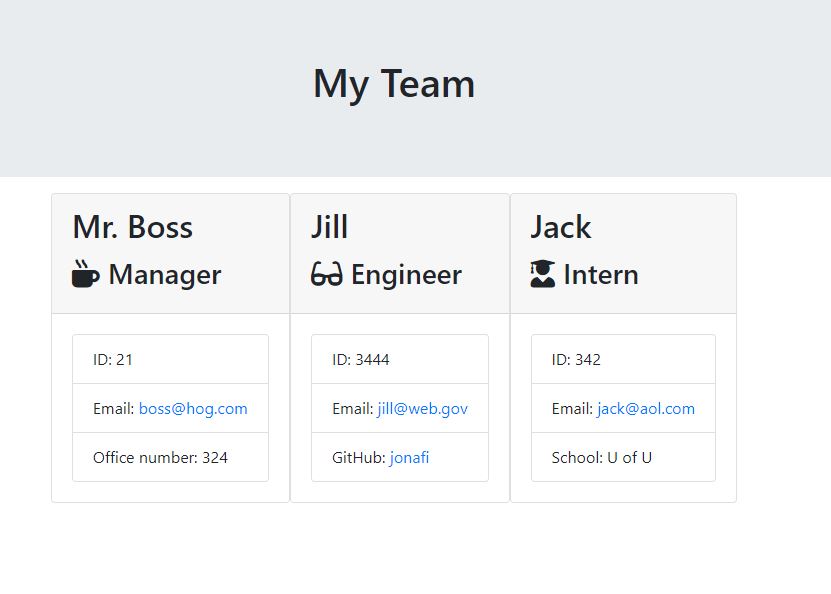 My Team
Mr. Boss
Manager
ID: 21
Email: boss@hog.com
Office number: 324
Jill
Engineer
ID: 3444
Email: jill@web.gov
GitHub: jonafi
Jack
Intern
ID: 342
Email: jack@aol.com
School: U of U